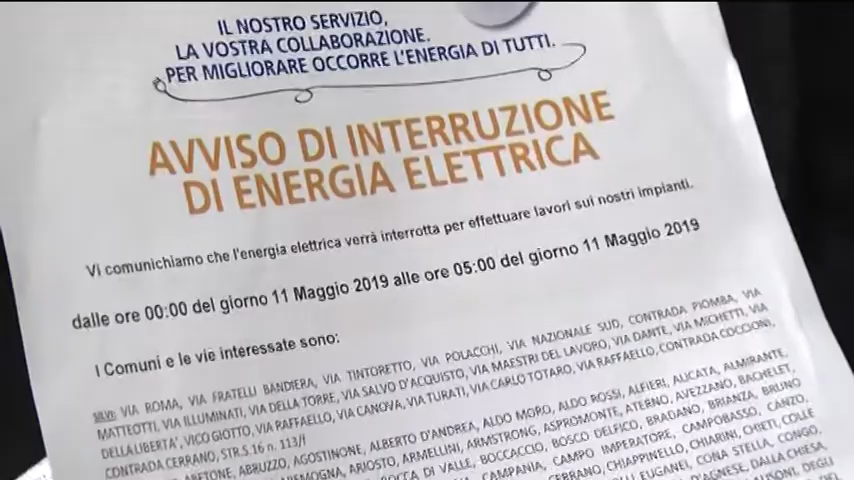 IL NOSTRO SERVIZIO,
LA VOSTRA COLLABORAZIONE.
PER MIGLIORARE OCCORRE L'ENERGIA DI TUTTI.
AVVISO DI INTERRUZIONE
DI ENERGIA ELETTRICA
Vi comunichiamo che l'energia elettrica verrà interrotta per effettuare lavori sui nostri impianti.
dalle ore 00:00 del giorno 11 Maggio 2019 alle ore 05:00 del giorno 11 Maggio 2019
I Comuni e le vie interessate sono:
VIA ROMA, VIA FRATELLI BANDIERA, VIA TINTORETTO, VIA POLACCHI, VIA NAZIONALE SUD, CONTRADA PIOMBA, VIA
MATTEOTTI, VIA ILLUMINATI, VIA DELLA TORRE, VIA SALVO D'ACQUISTO, VIA MAESTRI DEL LAVORO, VIA DANTE, VIA MICHETTI, VIA
DELLA LIBERTA', VICO GIOTTO, VIA RAFFAELLO, VIA CANOVA, VIA TURATI, VIA CARLO TOTARO, VIA RAFFAELLO, CONTRADA COCCIONI,
CONTRADA CERRANO, STR.S.16 n. 113/I
ABRUZZO, AGOSTINONE, ALBERTO D'ANDREA, ALDO MORO, ALDO ROSSI, ALFIERI, ALICATA, ALMIRANTE,
ARIOSTO, ARMELLINI, ARMSTRONG, ASPROMONTE, ATERNO, AVEZZANO, BACHELET,
ROCCA DI VALLE, BOCCACCIO, BOSCO DELFICO, BRADANO, BRIANZA, BRUNO
CAMPANIA, CAMPO IMPERATORE, CAMPOBASSO, CANZO,
CERRANO, CHIAPPINELLO, CHIARINI, CHIETI, COLLE
EUGANEI, CONA STELLA, CONGO,
D'AGNESE, DALLA CHIESA,
DEGLI